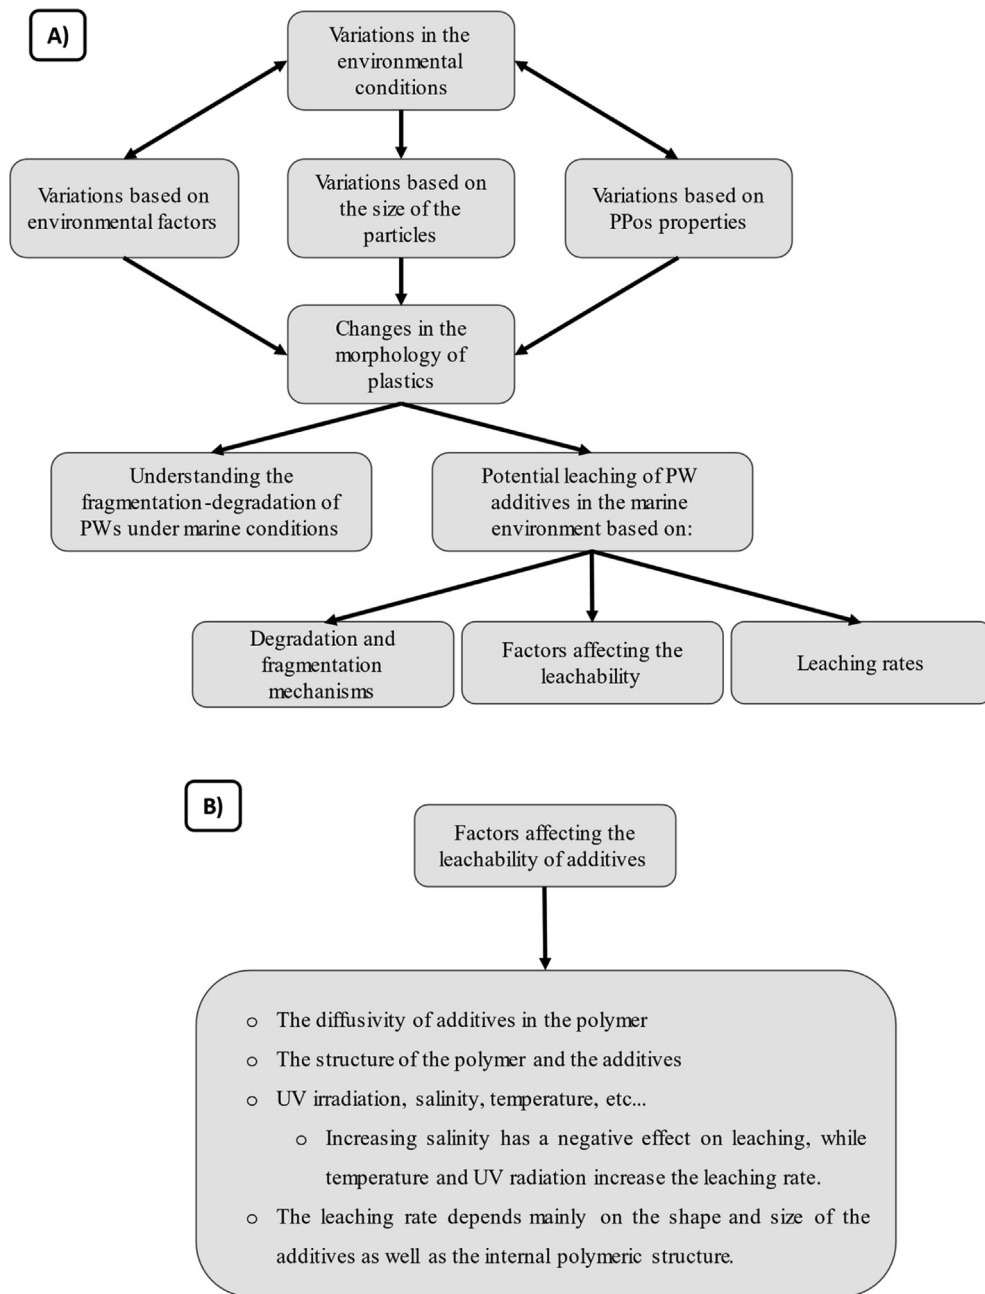 A)
Variations in the
environmental
conditions
Variations based on
environmental factors
Variations based on
the size of the
particles
Variations based on
PPos properties
Changes in the
morphology of
plastics
Understanding the
fragmentation-degradation of
PWs under marine conditions
Potential leaching of PW
additives in the marine
environment based on:
Degradation and
fragmentation
mechanisms
Factors affecting the
leachability
Leaching rates
B)
Factors affecting the
leachability of additives
o The diffusivity of additives in the polymer
o The structure of the polymer and the additives
o UV irradiation, salinity, temperature, etc...
o Increasing salinity has a negative effect on leaching, while
temperature and UV radiation increase the leaching rate.
o The leaching rate depends mainly on the shape and size of the
additives as well as the internal polymeric structure.